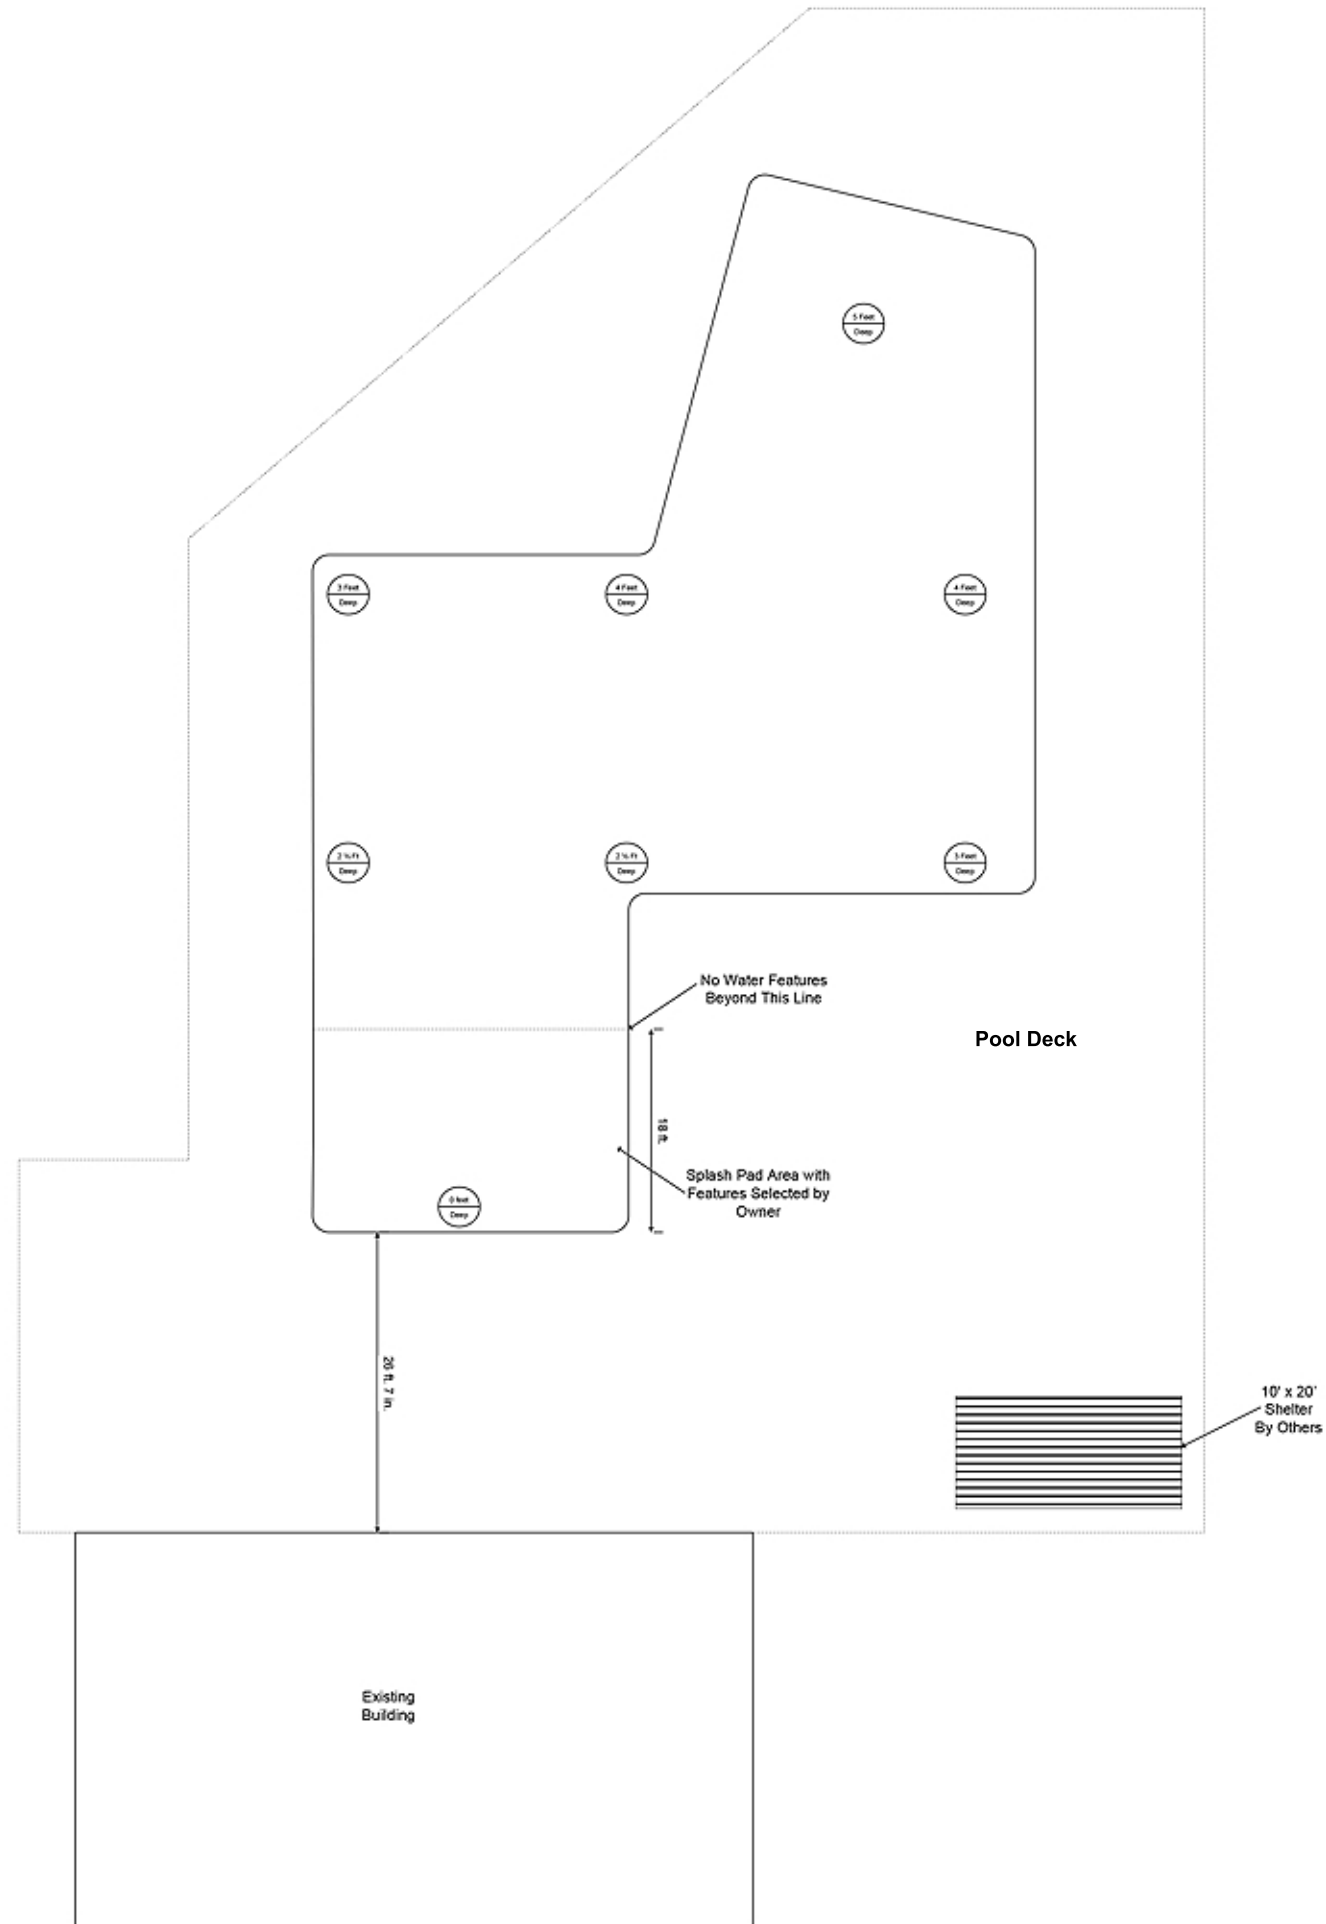 5 Feet
Deep
3 Feet
Deep
4 Feet
Deep
4 Feet
Deep
2 ½ Ft
Deep
2 ½ Ft
Deep
3 Feet
Deep
No Water Features
Beyond This Line
Pool Deck
18 ft.
Splash Pad Area with
Features Selected by
Owner
0 feet
Deep
26 ft. 7 in.
10' x 20'
Shelter
By Others
Existing
Building